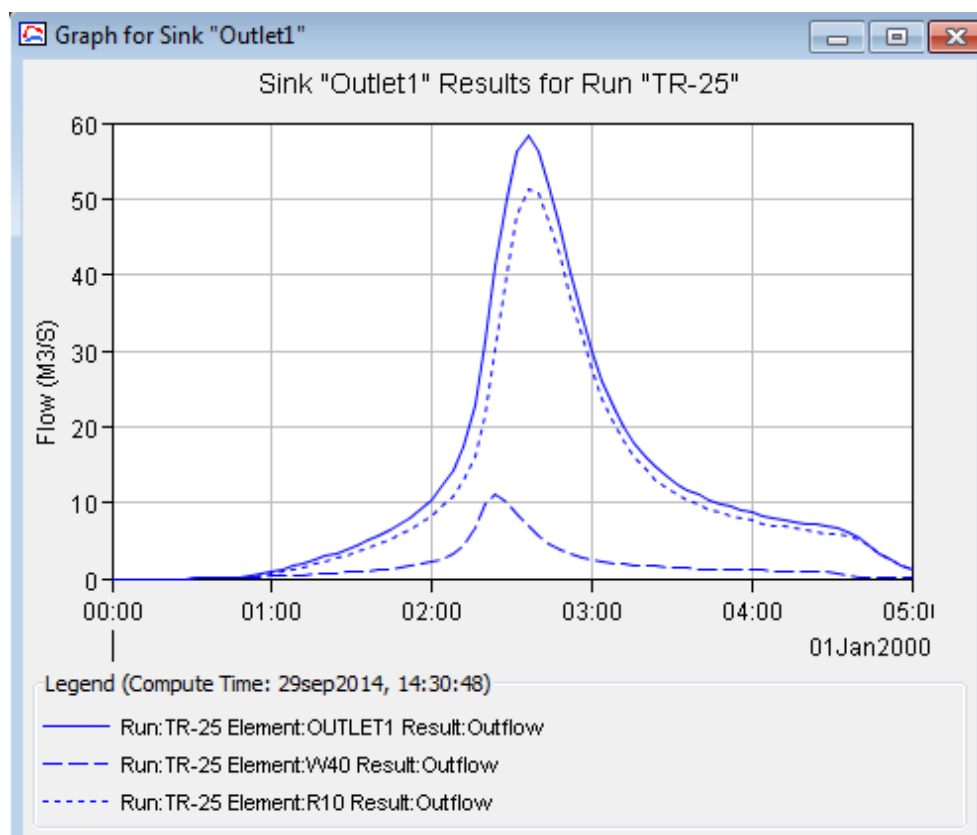 Graph for Sink "Outlet1"
Sink "Outlet1" Results for Run "TR-25"
60
50
40
30
20
10
0
Flow (M3/S)
00:00 01:00 02:00 03:00 04:00 05:0
01Jan2000
Legend (Compute Time: 29sep2014, 14:30:48)
Run:TR-25 Element:OUTLET1 Result:Outflow
Run:TR-25 Element:W40 Result:Outflow
Run:TR-25 Element:R10 Result:Outflow